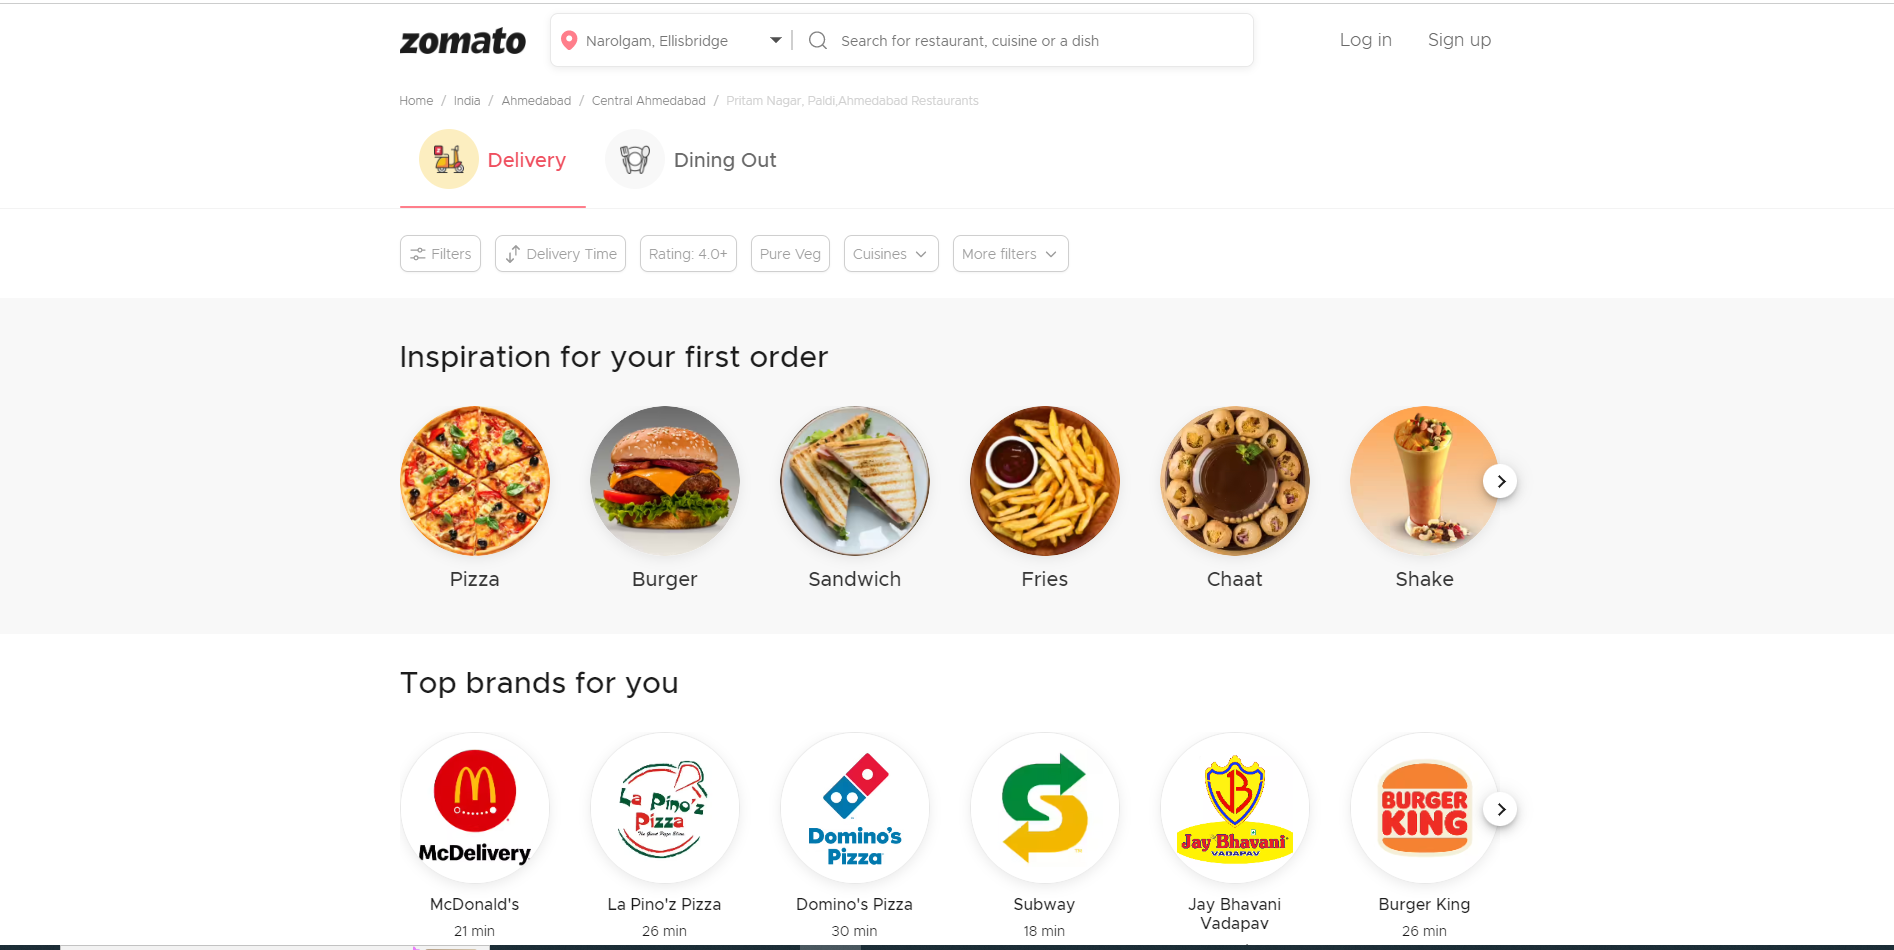 zomato
Narolgam, Ellisbridge
Search for restaurant, cuisine or a dish
Log in
Sign up
Home / India / Ahmedabad / Central Ahmedabad / Pritam Nagar, Paldi,Ahmedabad Restaurants
Delivery
Dining Out
Filters
Delivery Time
Rating: 4.0+
Pure Veg
Cuisines
More filters
Inspiration for your first order
Pizza
Burger
Sandwich
Fries
Chaat
Shake
Top brands for you
McDelivery
La Pino'z
Pizza
Domino's
Pizza
Jay Bhavani
VADAPAV
BURGER
KING
McDonald's
21 min
La Pino'z Pizza
26 min
Domino's Pizza
30 min
Subway
18 min
Jay Bhavani
Vadapav
Burger King
26 min